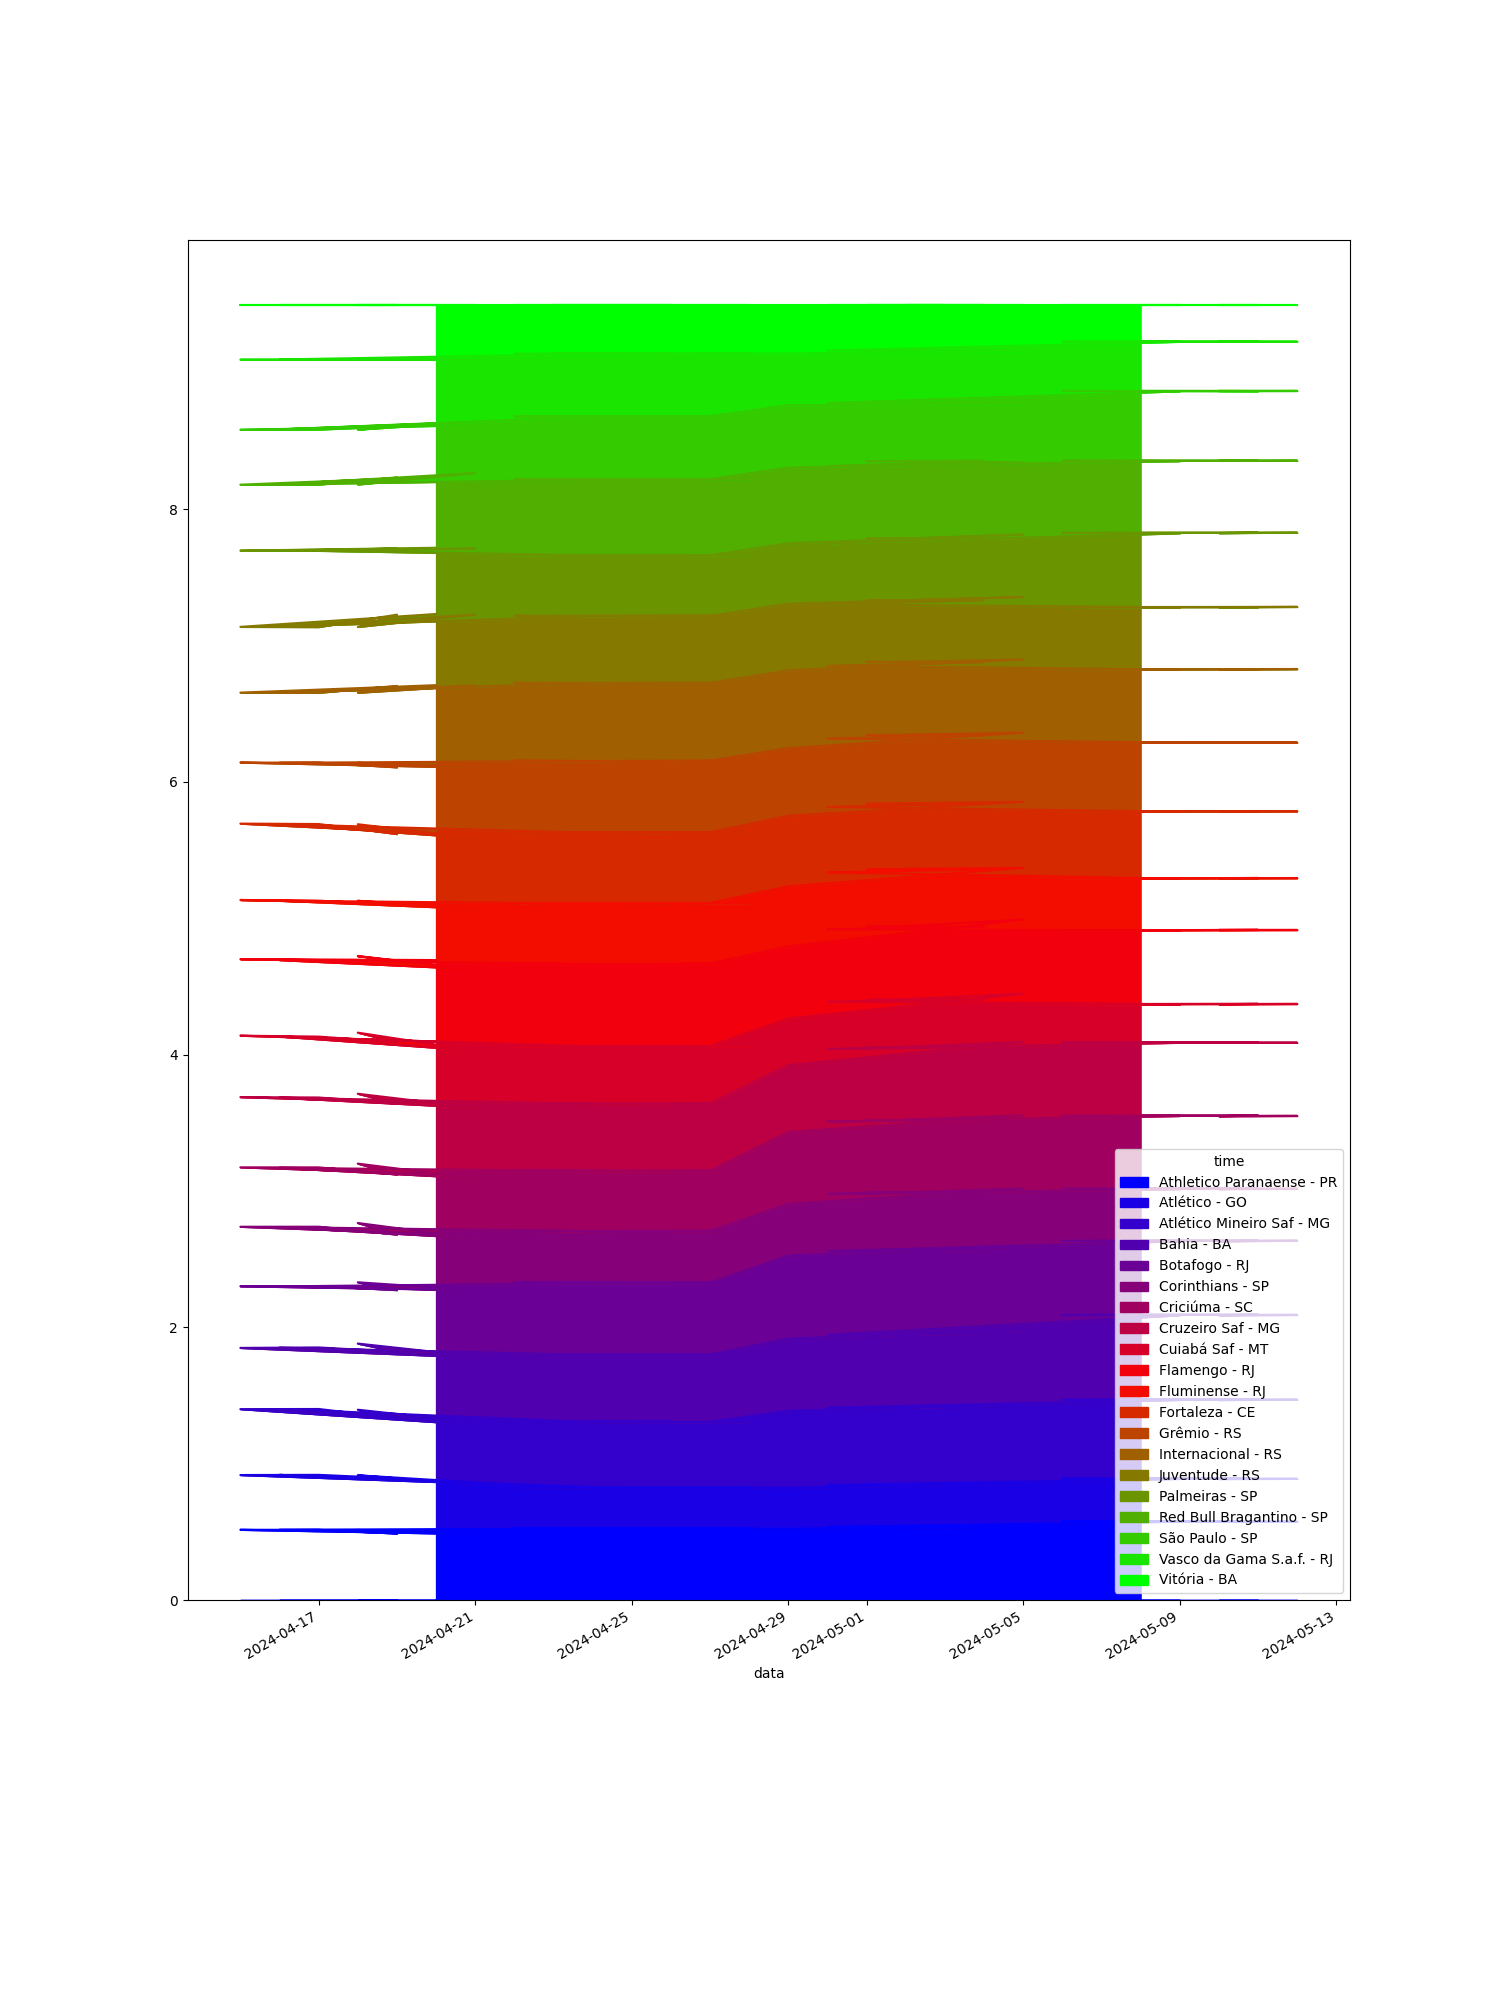 8
6
4
2
0
2024-04-17
2024-04-21
2024-04-25
2024-04-29
2024-05-01
2024-05-05
2024-05-09
2024-05-13
data
time
Athletico Paranaense - PR
Atlético - GO
Atlético Mineiro Saf - MG
Bahia - BA
Botafogo - RJ
Corinthians - SP
Criciúma - SC
Cruzeiro Saf - MG
Cuiabá Saf - MT
Flamengo - RJ
Fluminense - RJ
Fortaleza - CE
Grêmio - RS
Internacional - RS
Juventude - RS
Palmeiras - SP
Red Bull Bragantino - SP
São Paulo - SP
Vasco da Gama S.a.f. - RJ
Vitória - BA